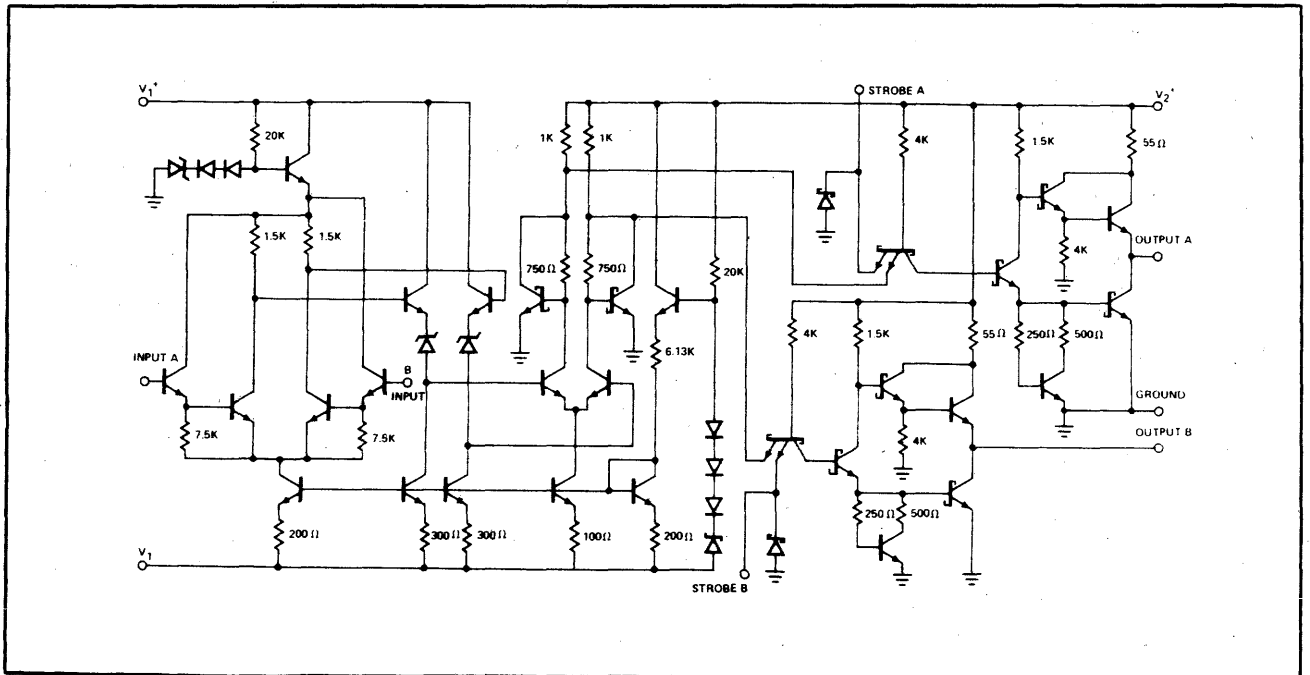 V1+
STROBE A
V2+
20K
1K
1K
4K
1.5K
55Ω
1.5K
1.5K
OUTPUT A
4K
750Ω
750Ω
20K
4K
1.5K
55Ω
250Ω
500Ω
6.13K
INPUT A
B
INPUT
GROUND
OUTPUT B
7.5K
7.5K
4K
250Ω
500Ω
200Ω
300Ω
300Ω
100Ω
200Ω
V1
STROBE B